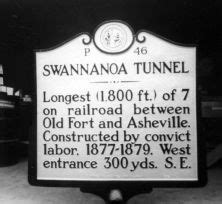 P 46
SWANNANOA TUNNEL
Longest (1,800 ft.) of 7
on railroad between
Old Fort and Asheville.
Constructed by convict
labor, 1877-1879. West
entrance 300 yds. S.E.